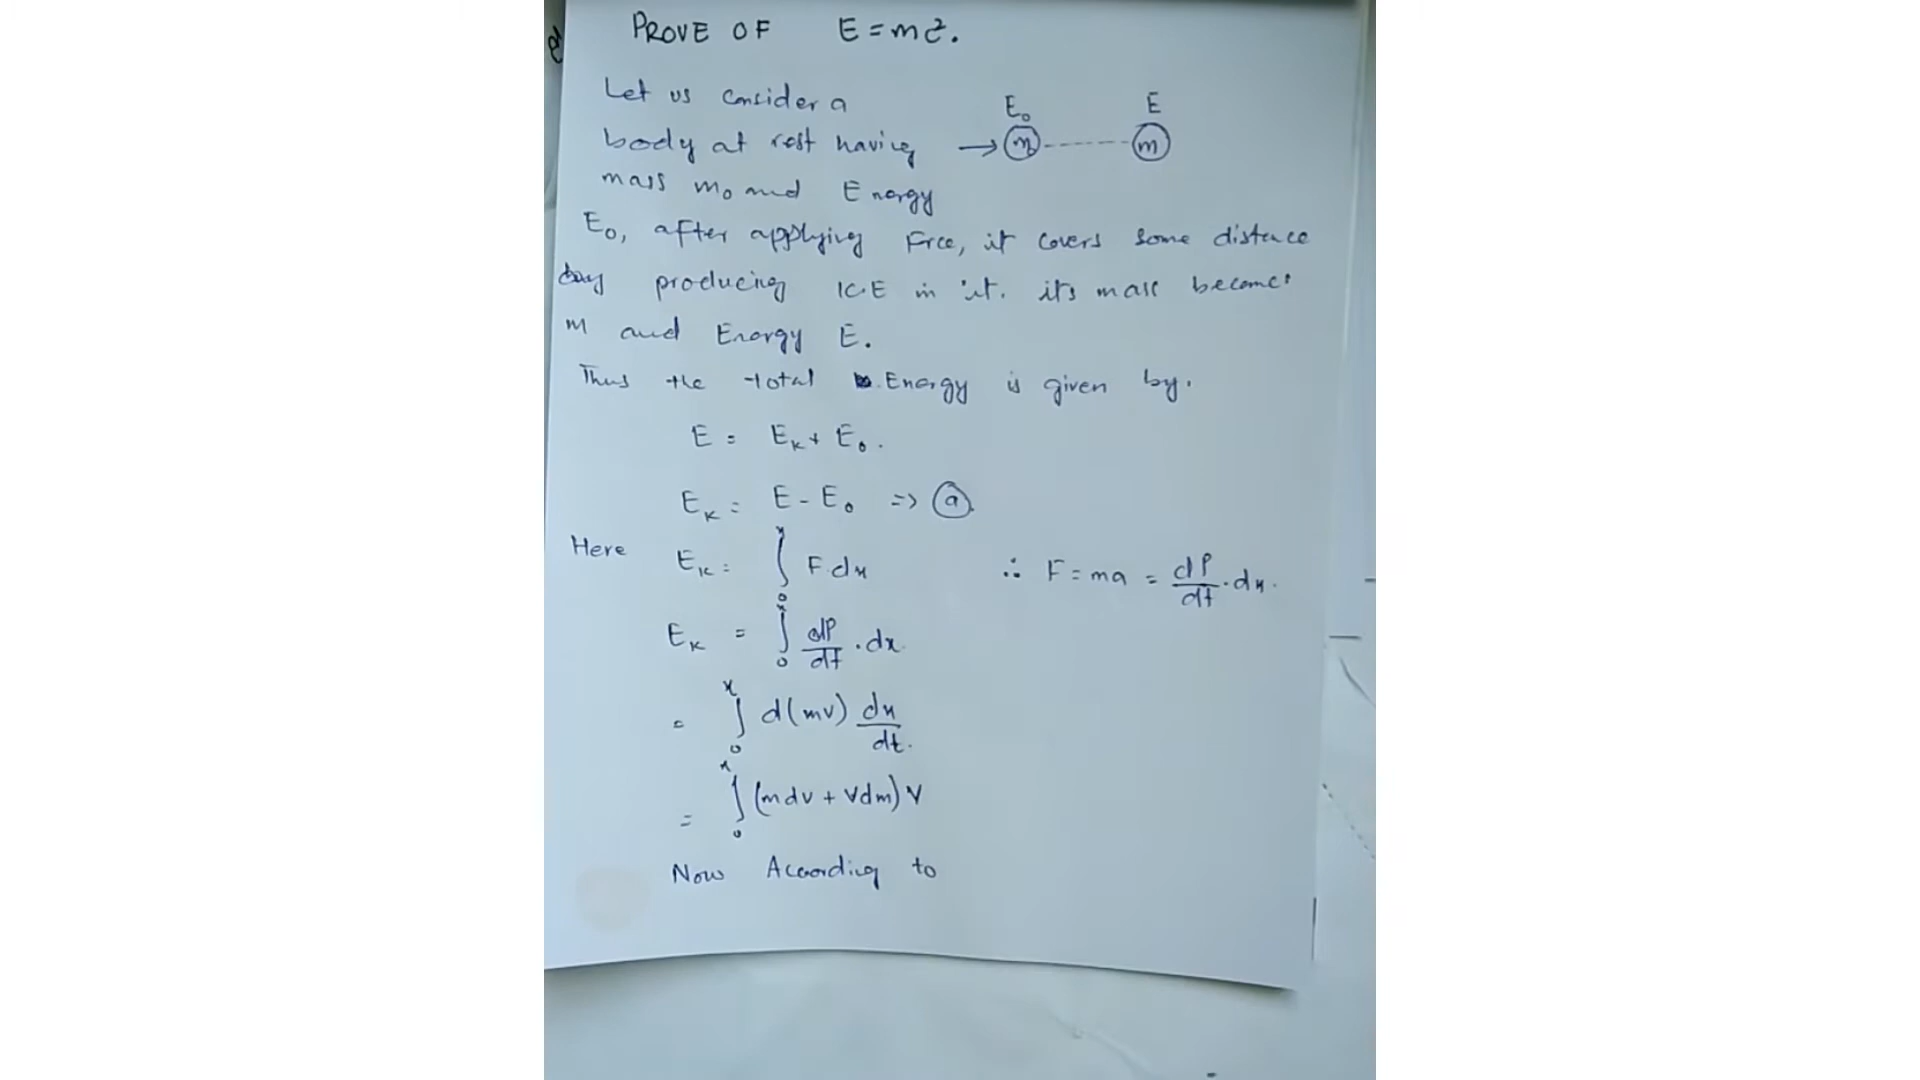 PROVE OF E = mc².
Let us consider a
body at rest having
mass m₀ and Energy
E₀ E
m₀ m
E₀, after applying Frce, it covers some distence
producing K.E in it. its mass become
m and Energy E.
Thus the total Energy is given by.
E = Eₖ + E₀.
Eₖ = E - E₀ => ⓐ
Here Eₖ = ∫₀ˣ F dx ∴ F = ma = dP/dt . dx.
Eₖ = ∫₀ˣ dP/dt . dx
= ∫₀ˣ d(mv) dx/dt.
= ∫₀ˣ (mdv + vdm) v
Now According to